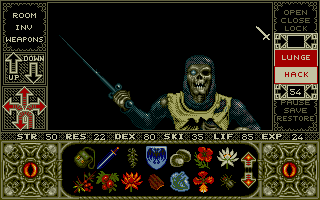 ROOM
INV
WEAPONS
UP DOWN
OPEN
CLOSE
LOCK
LUNGE
HACK
54
PAUSE
SAVE
RESTORE
STR 50 RES 22 DEX 80 SKI 35 LIF 85 EXP 24